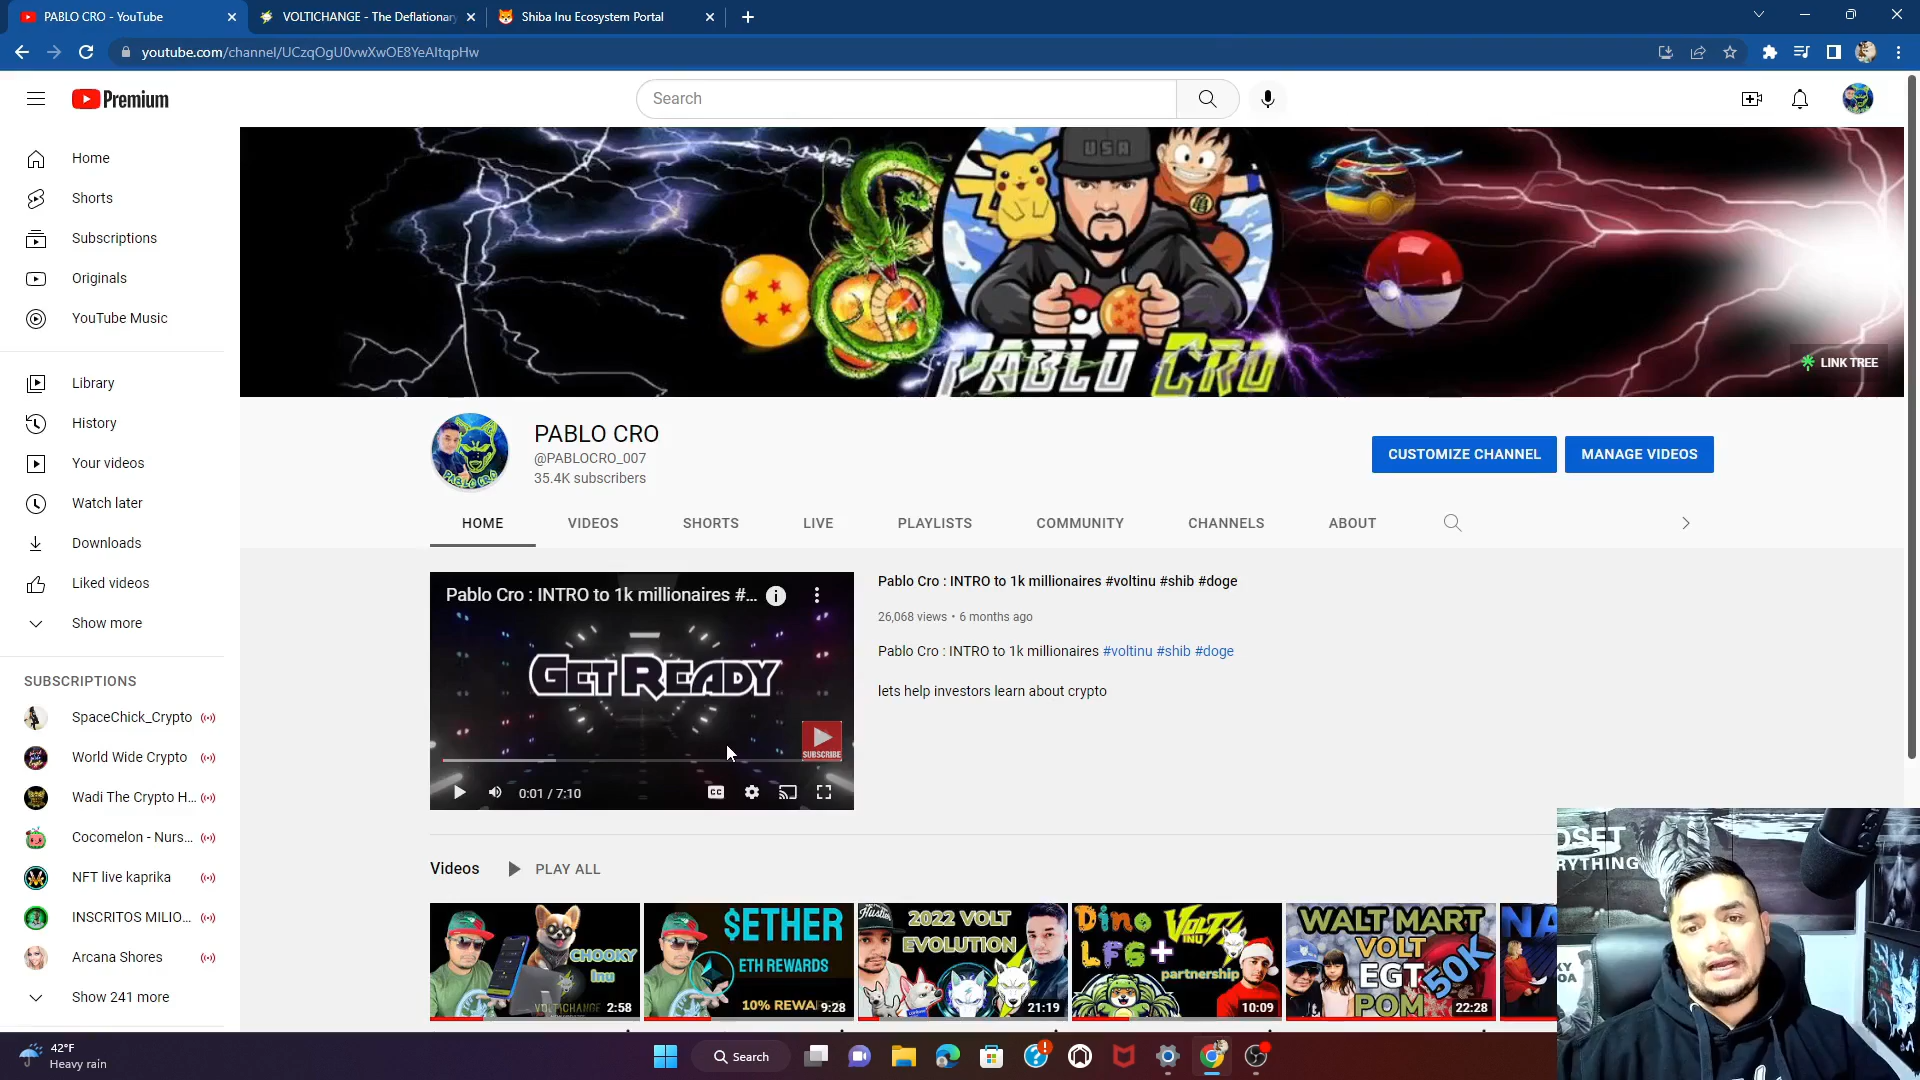 PABLO CRO - YouTube
VOLTICHANGE - The Deflationary
Shiba Inu Ecosystem Portal
youtube.com/channel/UCzqOgU0vwXwOE8YeAltqpHw
Premium
Search
Home
Shorts
Subscriptions
Originals
YouTube Music
Library
History
Your videos
Watch later
Downloads
Liked videos
Show more
SUBSCRIPTIONS
SpaceChick_Crypto
World Wide Crypto
Wadi The Crypto H...
Cocomelon - Nurs...
NFT live kaprika
INSCRITOS MILIO...
Arcana Shores
Show 241 more
USA
PABLO CRO
LINK TREE
PABLO CRO
@PABLOCRO_007
35.4K subscribers
CUSTOMIZE CHANNEL
MANAGE VIDEOS
HOME
VIDEOS
SHORTS
LIVE
PLAYLISTS
COMMUNITY
CHANNELS
ABOUT
Pablo Cro : INTRO to 1k millionaires #...
GET READY
SUBSCRIBE
0:01 / 7:10
CC
Pablo Cro : INTRO to 1k millionaires #voltinu #shib #doge
26,068 views • 6 months ago
Pablo Cro : INTRO to 1k millionaires #voltinu #shib #doge
lets help investors learn about crypto
Videos
PLAY ALL
CHOOKY
Inu
VOLTICHANGE
2:58
$ETHER
ETH REWARDS
10% REWA
9:28
Hustlin
2022 VOLT
EVOLUTION
21:19
Dino
LFG + VOLT INU
partnership
10:09
WALT MART
VOLT
EGT
POM
50K
22:28
NA
OSET
RYTHING
42°F
Heavy rain
Search